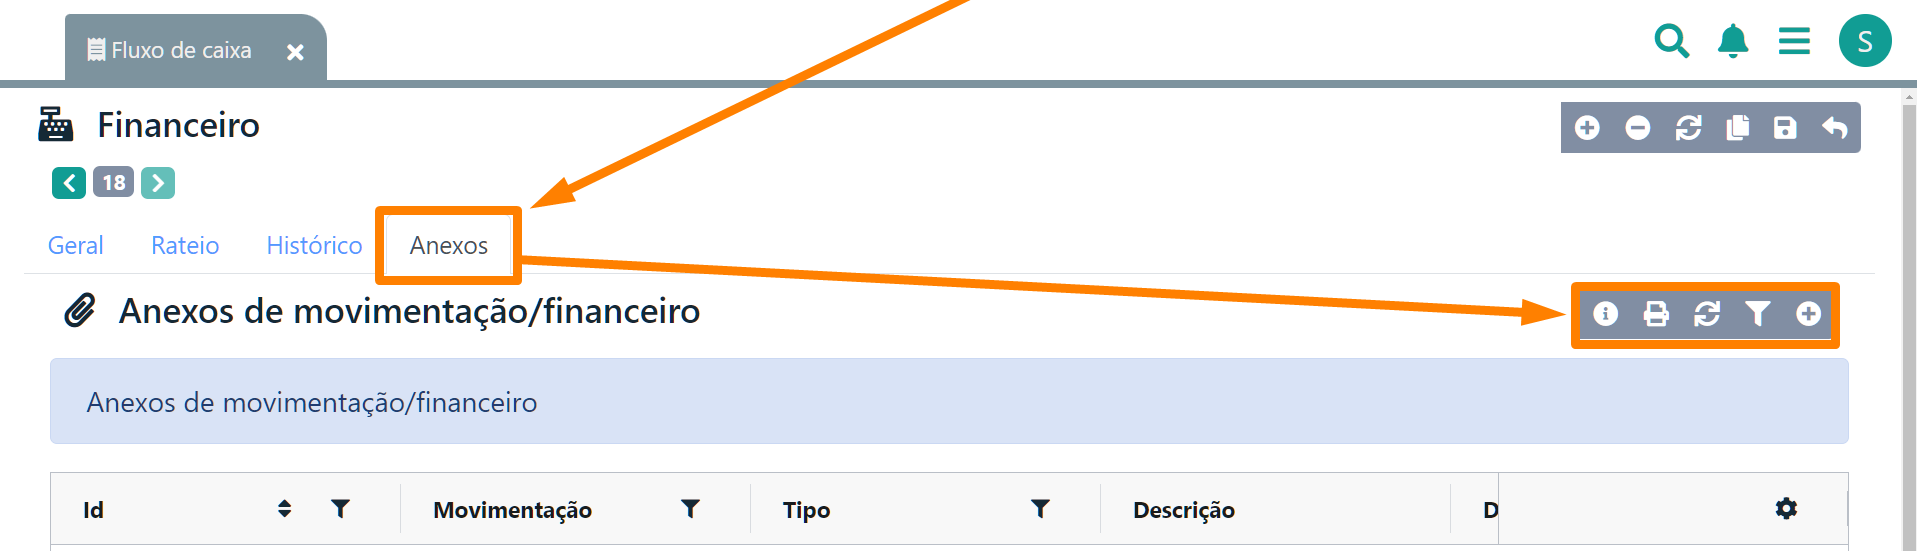 Fluxo de caixa
S
Financeiro
18
Geral Rateio Histórico Anexos
Anexos de movimentação/financeiro
Anexos de movimentação/financeiro
Id Movimentação Tipo Descrição D